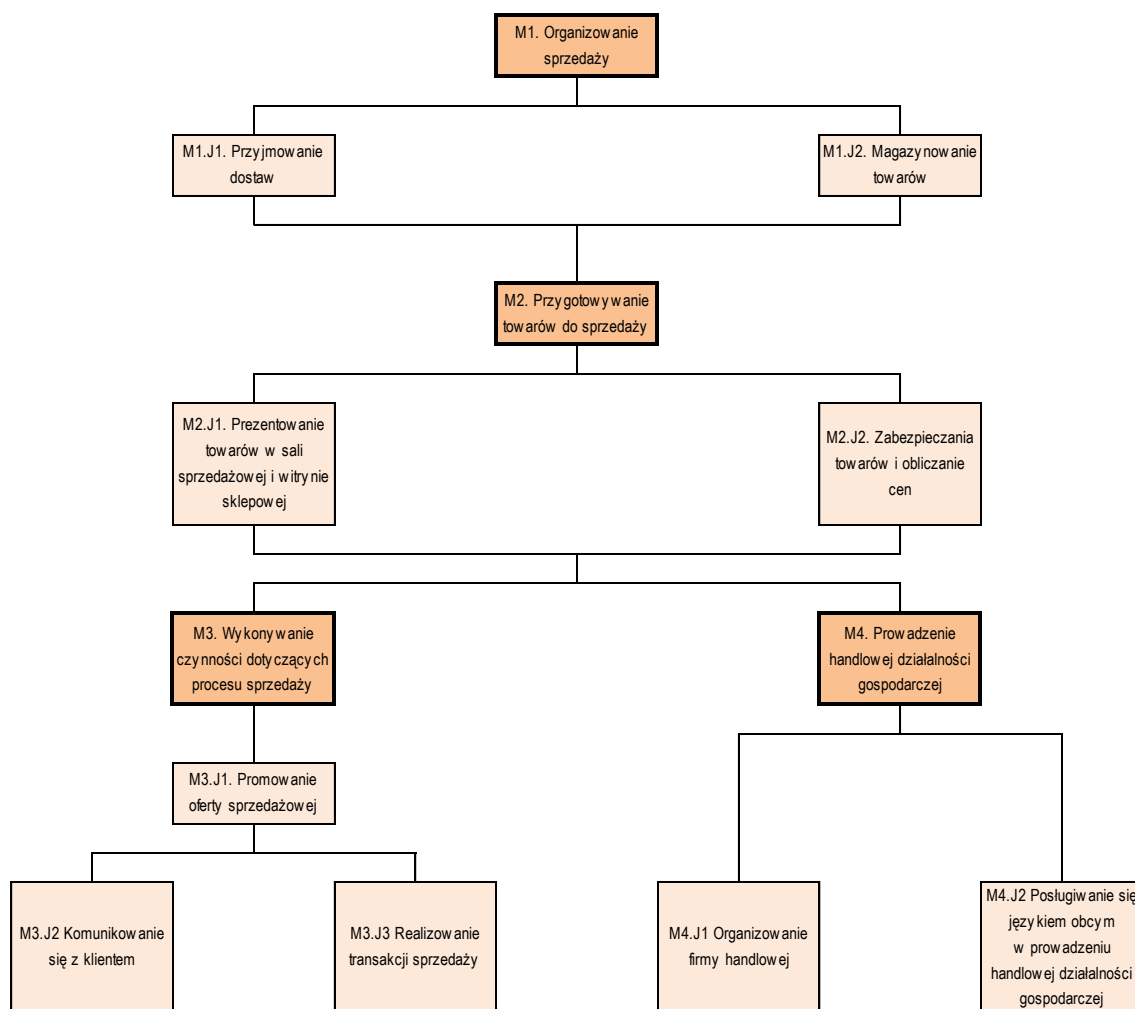 M1. Organizowanie
sprzedaży
M1.J1. Przyjmowanie
dostaw
M1.J2. Magazynowanie
towarów
M2. Przygotowywanie
towarów do sprzedaży
M2.J1. Prezentowanie
towarów w sali
sprzedażowej i witrynie
sklepowej
M2.J2. Zabezpieczania
towarów i obliczanie
cen
M3. Wykonywanie
czynności dotyczących
procesu sprzedaży
M4. Prowadzenie
handlowej działalności
gospodarczej
M3.J1. Promowanie
oferty sprzedażowej
M3.J2 Komunikowanie
się z klientem
M3.J3 Realizowanie
transakcji sprzedaży
M4.J1 Organizowanie
firmy handlowej
M4.J2 Posługiwanie się
językiem obcym
w prowadzeniu
handlowej działalności
gospodarczej